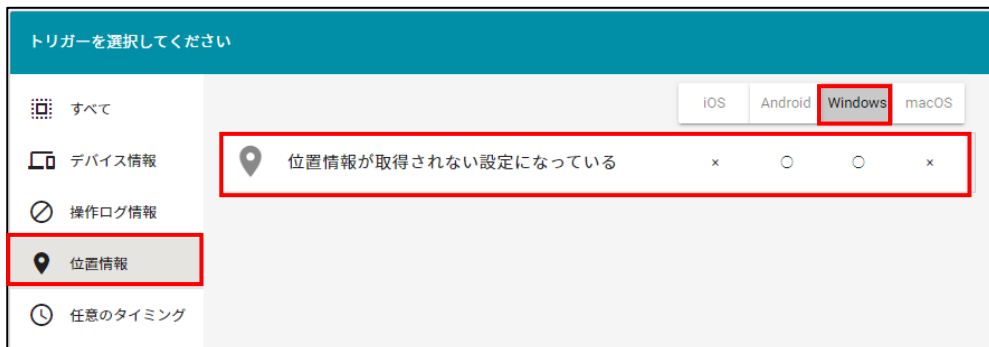 トリガーを選択してください
すべて
デバイス情報
操作ログ情報
位置情報
任意のタイミング
iOS Android Windows macOS
位置情報が取得されない設定になっている × ○ ○ ×